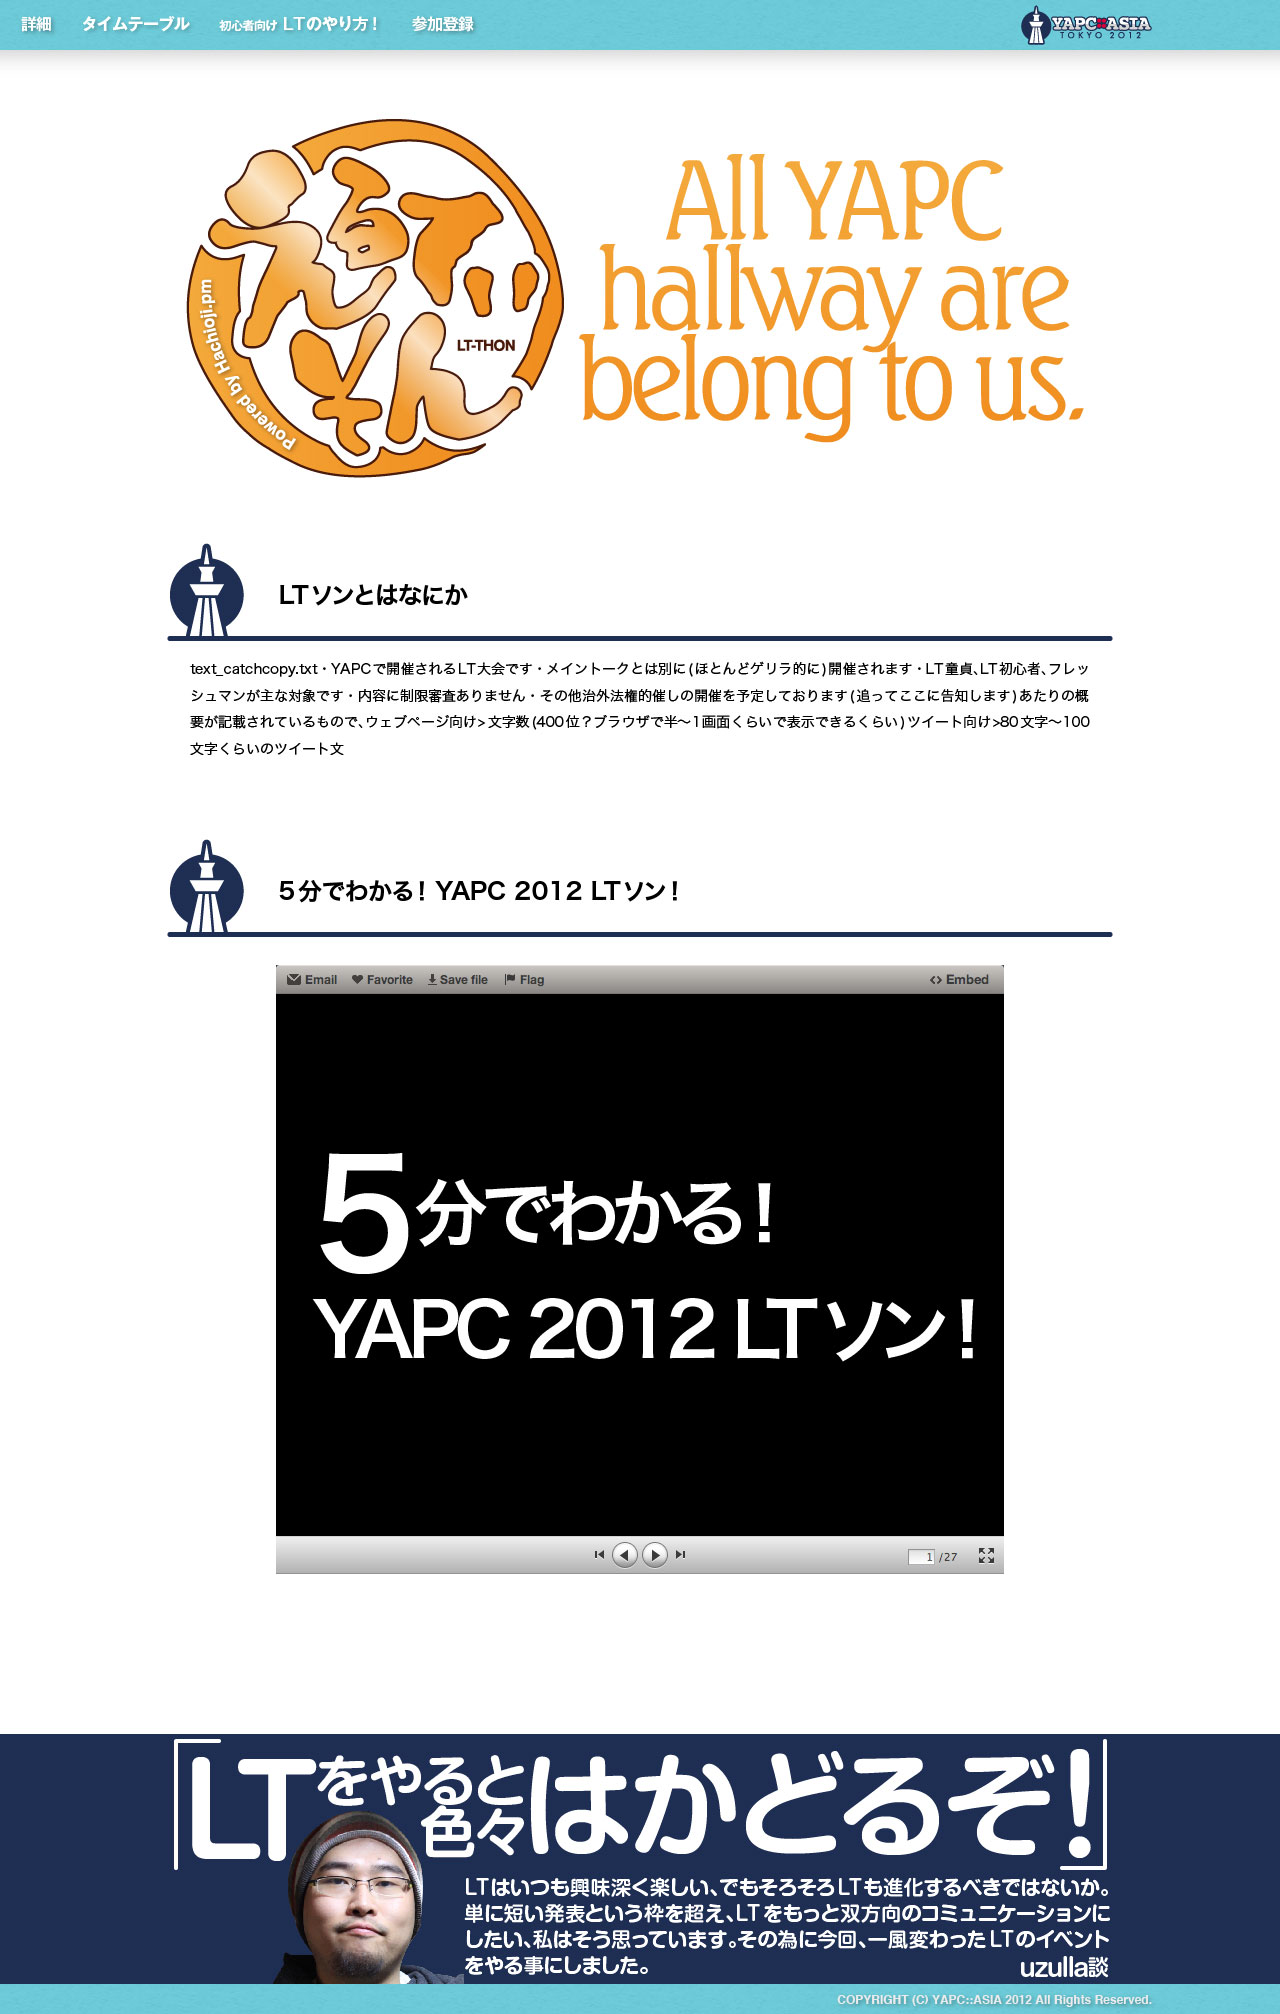 詳細 タイムテーブル 初心者向け LTのやり方！ 参加登録 YAPC::ASIA
TOKYO 2012
える
てぃ
そん
LT-THON
Powered by Hachioji.pm
All YAPC
hallway are
belong to us.
LTソンとはなにか
text_catchcopy.txt・YAPCで開催されるLT大会です・メイントークとは別に(ほとんどゲリラ的に)開催されます・LT童貞、LT初心者、フレッ
シュマンが主な対象です・内容に制限審査ありません・その他治外法権的催しの開催を予定しております(追ってここに告知します)あたりの概
要が記載されているもので、ウェブページ向け>文字数(400位？ブラウザで半〜1画面くらいで表示できるくらい)ツイート向け>80文字〜100
文字くらいのツイート文
５分でわかる！YAPC 2012 LTソン！
Email Favorite Save file Flag Embed
5分でわかる！
YAPC 2012 LTソン！
1 /27
「LTをやると
色々はかどるぞ！」
LTはいつも興味深く楽しい、でもそろそろLTも進化するべきではないか。
単に短い発表という枠を超え、LTをもっと双方向のコミュニケーションに
したい、私はそう思っています。その為に今回、一風変わったLTのイベント
をやる事にしました。
uzulla談
COPYRIGHT (C) YAPC::ASIA 2012 All Rights Reserved.